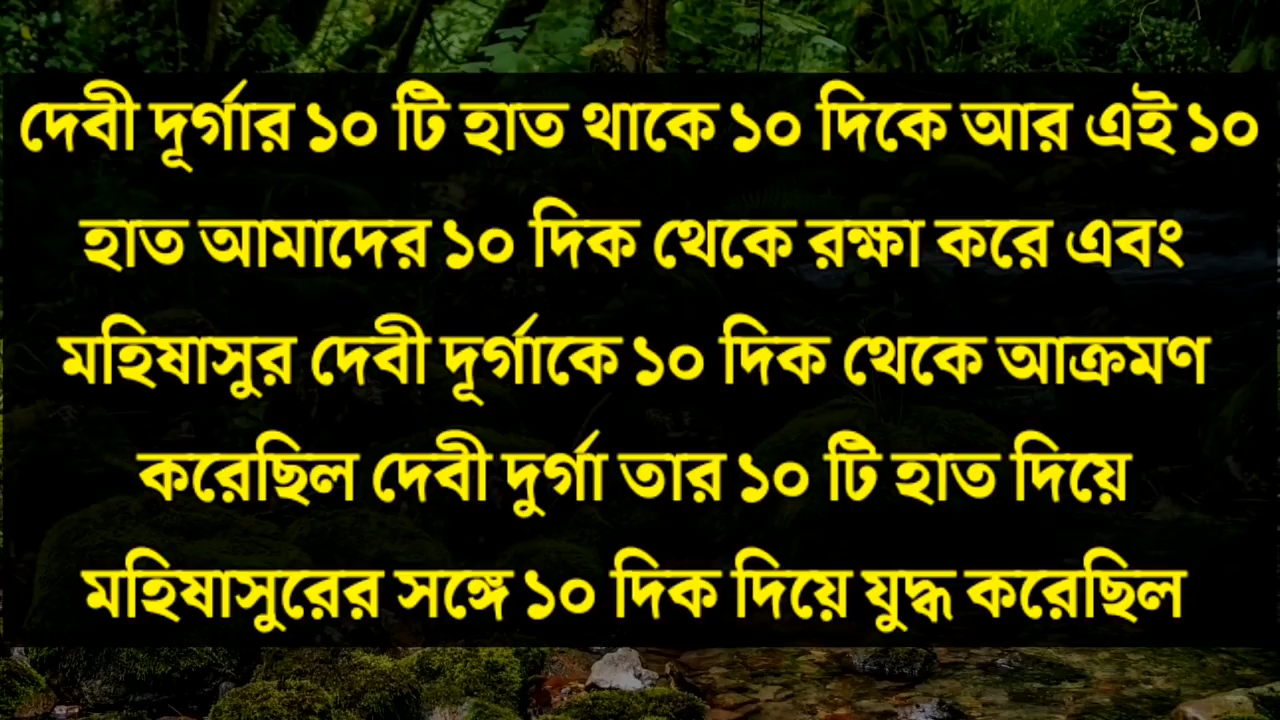 দেবী দূর্গার ১০ টি হাত থাকে ১০ দিকে আর এই ১০
হাত আমাদের ১০ দিক থেকে রক্ষা করে এবং
মহিষাসুর দেবী দূর্গাকে ১০ দিক থেকে আক্রমণ
করেছিল দেবী দুর্গা তার ১০ টি হাত দিয়ে
মহিষাসুরের সঙ্গে ১০ দিক দিয়ে যুদ্ধ করেছিল